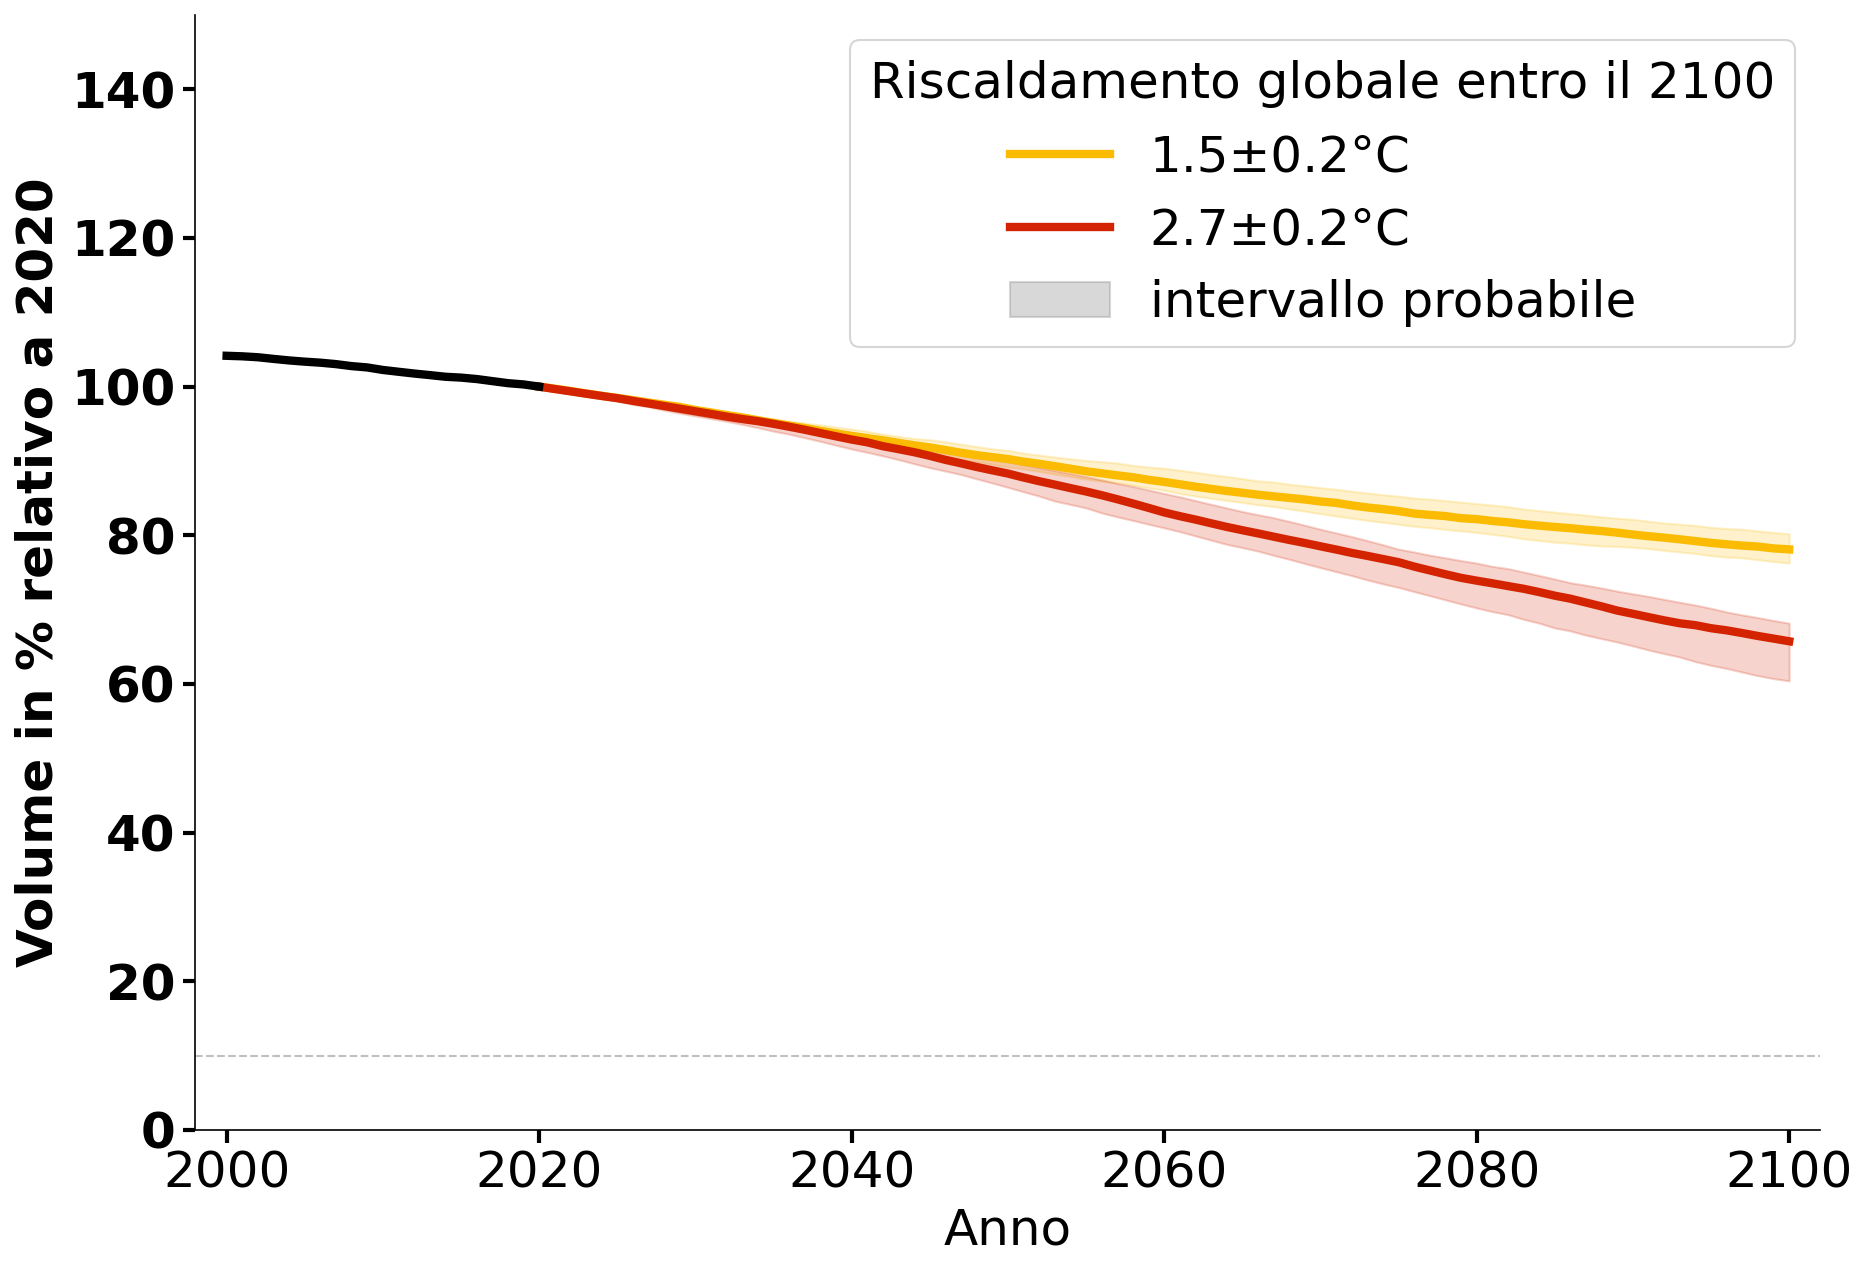 Volume in % relativo a 2020
140
120
100
80
60
40
20
0
Riscaldamento globale entro il 2100
1.5±0.2°C
2.7±0.2°C
intervallo probabile
2000 2020 2040 2060 2080 2100
Anno